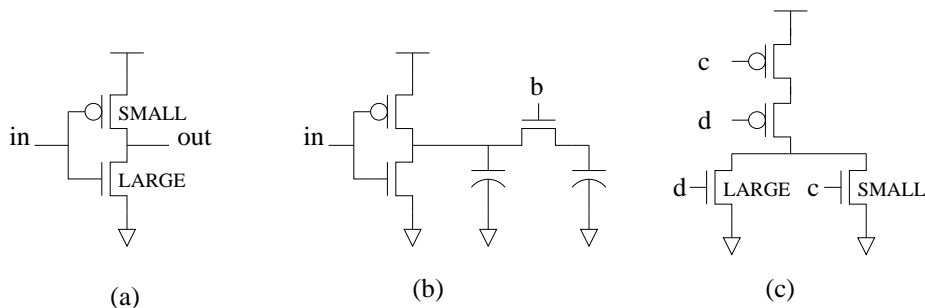 in
SMALL
out
LARGE
(a)
in
b
(b)
c
d
d
LARGE
c
SMALL
(c)